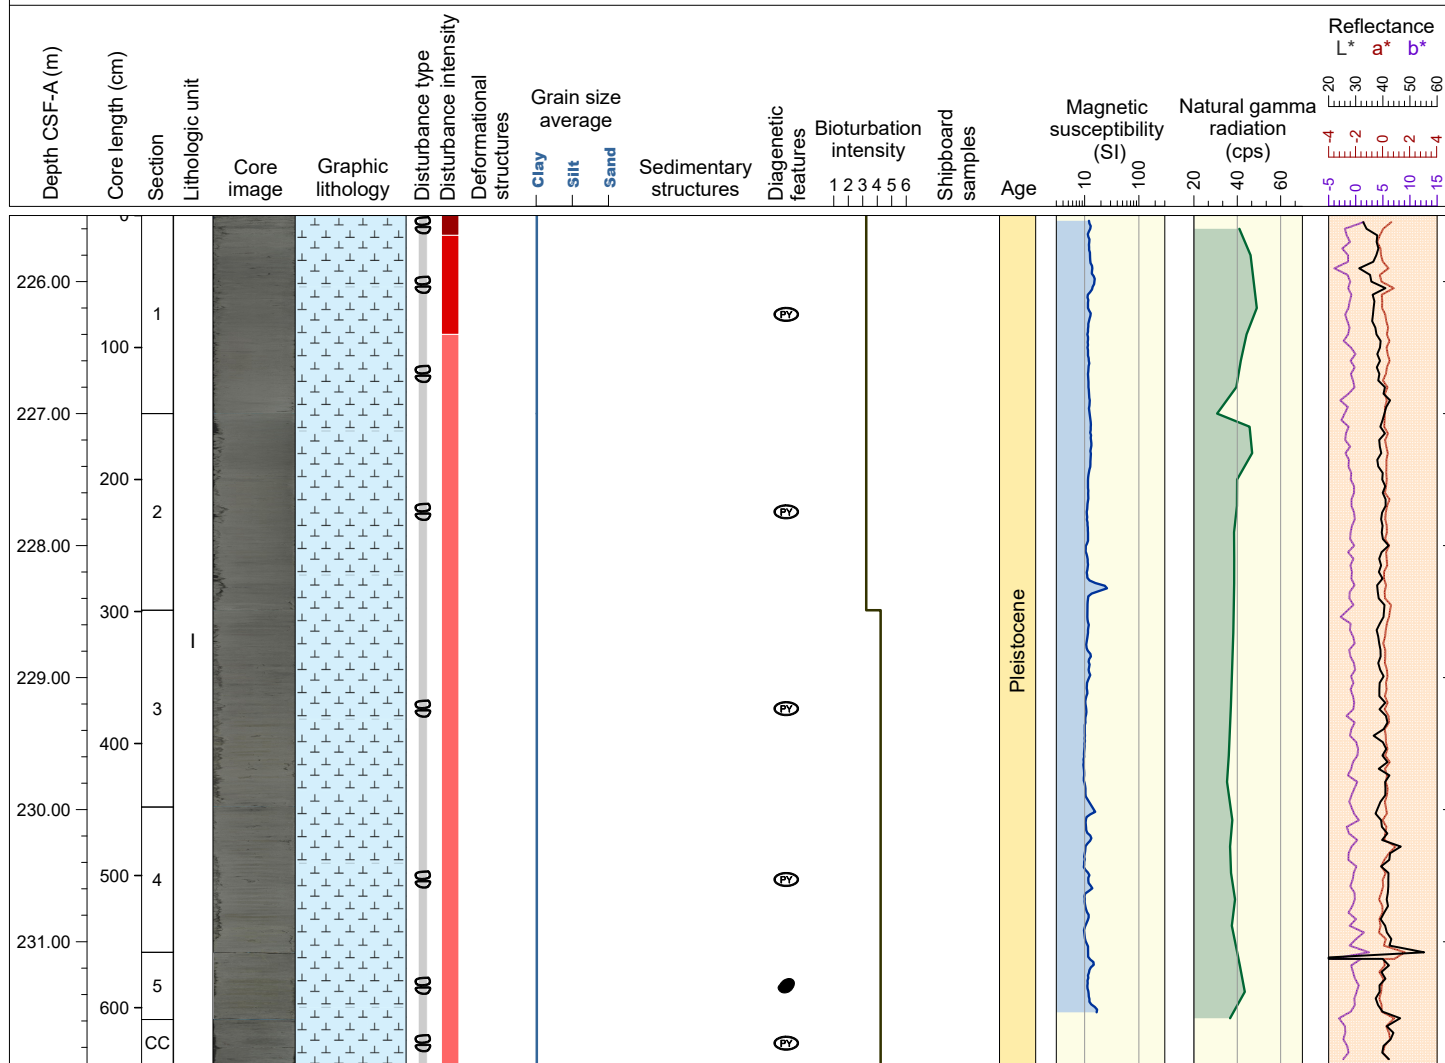 Depth CSF-A (m)
Core length (cm)
Section
Lithologic unit
Core
image
Graphic
lithology
Disturbance type
Disturbance intensity
Deformational
structures
Grain size
average
Clay
Silt
Sand
Sedimentary
structures
Diagenetic
features
Bioturbation
intensity
1 2 3 4 5 6
Shipboard
samples
Age
Magnetic
susceptibility
(SI)
10 100
Natural gamma
radiation
(cps)
20 40 60
Reflectance
L* a* b*
20 30 40 50 60
-4 -2 0 2 4
-5 0 5 10 15
0
226.00
1
PY
100
227.00
200
2
PY
228.00
300
I
Pleistocene
229.00
3
PY
400
230.00
500
4
PY
231.00
5
600
CC
PY